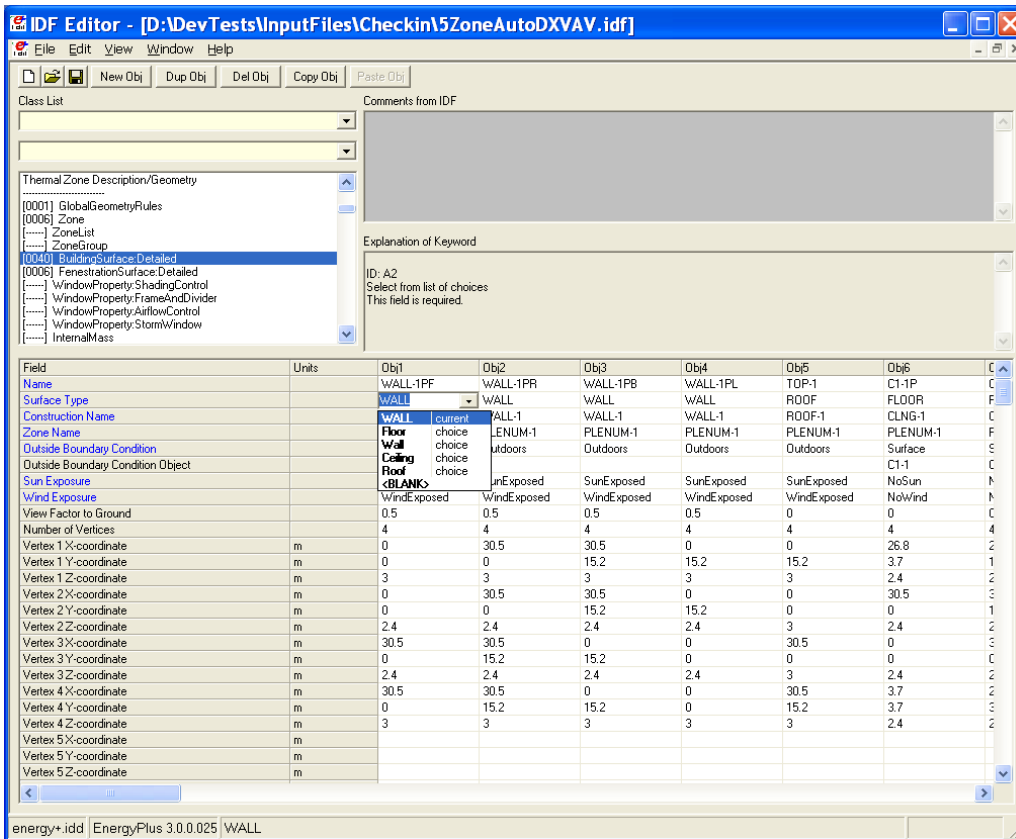 IDF Editor - [D:\DevTests\InputFiles\Checkin\5ZoneAutoDXVAV.idf]
File Edit View Window Help
New Obj Dup Obj Del Obj Copy Obj Paste Obj
Class List Comments from IDF
Thermal Zone Description/Geometry
--------------------------
[0001] GlobalGeometryRules
[0006] Zone
[------] ZoneList
[------] ZoneGroup
[0040] BuildingSurface:Detailed
[0006] FenestrationSurface:Detailed
[------] WindowProperty:ShadingControl
[------] WindowProperty:FrameAndDivider
[------] WindowProperty:AirflowControl
[------] WindowProperty:StormWindow
[------] InternalMass
Explanation of Keyword
ID: A2
Select from list of choices
This field is required.
Field Units Obj1 Obj2 Obj3 Obj4 Obj5 Obj6
Name WALL-1PF WALL-1PR WALL-1PB WALL-1PL TOP-1 C1-1P
Surface Type WALL WALL WALL WALL ROOF FLOOR
Construction Name WALL-1 WALL-1 WALL-1 ROOF-1 CLNG-1
Zone Name PLENUM-1 PLENUM-1 PLENUM-1 PLENUM-1 PLENUM-1
Outside Boundary Condition utdoors Outdoors Outdoors Outdoors Surface
Outside Boundary Condition Object C1-1
Sun Exposure unExposed SunExposed SunExposed SunExposed NoSun
Wind Exposure WindExposed WindExposed WindExposed WindExposed WindExposed NoWind
WALL current
Floor choice
Wall choice
Ceiling choice
Roof choice
<BLANK>
View Factor to Ground 0.5 0.5 0.5 0.5 0 0
Number of Vertices 4 4 4 4 4 4
Vertex 1 X-coordinate m 0 30.5 30.5 0 0 26.8
Vertex 1 Y-coordinate m 0 0 15.2 15.2 15.2 3.7
Vertex 1 Z-coordinate m 3 3 3 3 3 2.4
Vertex 2 X-coordinate m 0 30.5 30.5 0 0 30.5
Vertex 2 Y-coordinate m 0 0 15.2 15.2 0 0
Vertex 2 Z-coordinate m 2.4 2.4 2.4 2.4 3 2.4
Vertex 3 X-coordinate m 30.5 30.5 0 0 30.5 0
Vertex 3 Y-coordinate m 0 15.2 15.2 0 0 0
Vertex 3 Z-coordinate m 2.4 2.4 2.4 2.4 3 2.4
Vertex 4 X-coordinate m 30.5 30.5 0 0 30.5 3.7
Vertex 4 Y-coordinate m 0 15.2 15.2 0 15.2 3.7
Vertex 4 Z-coordinate m 3 3 3 3 3 2.4
Vertex 5 X-coordinate m
Vertex 5 Y-coordinate m
Vertex 5 Z-coordinate m
energy+.idd EnergyPlus 3.0.0.025 WALL